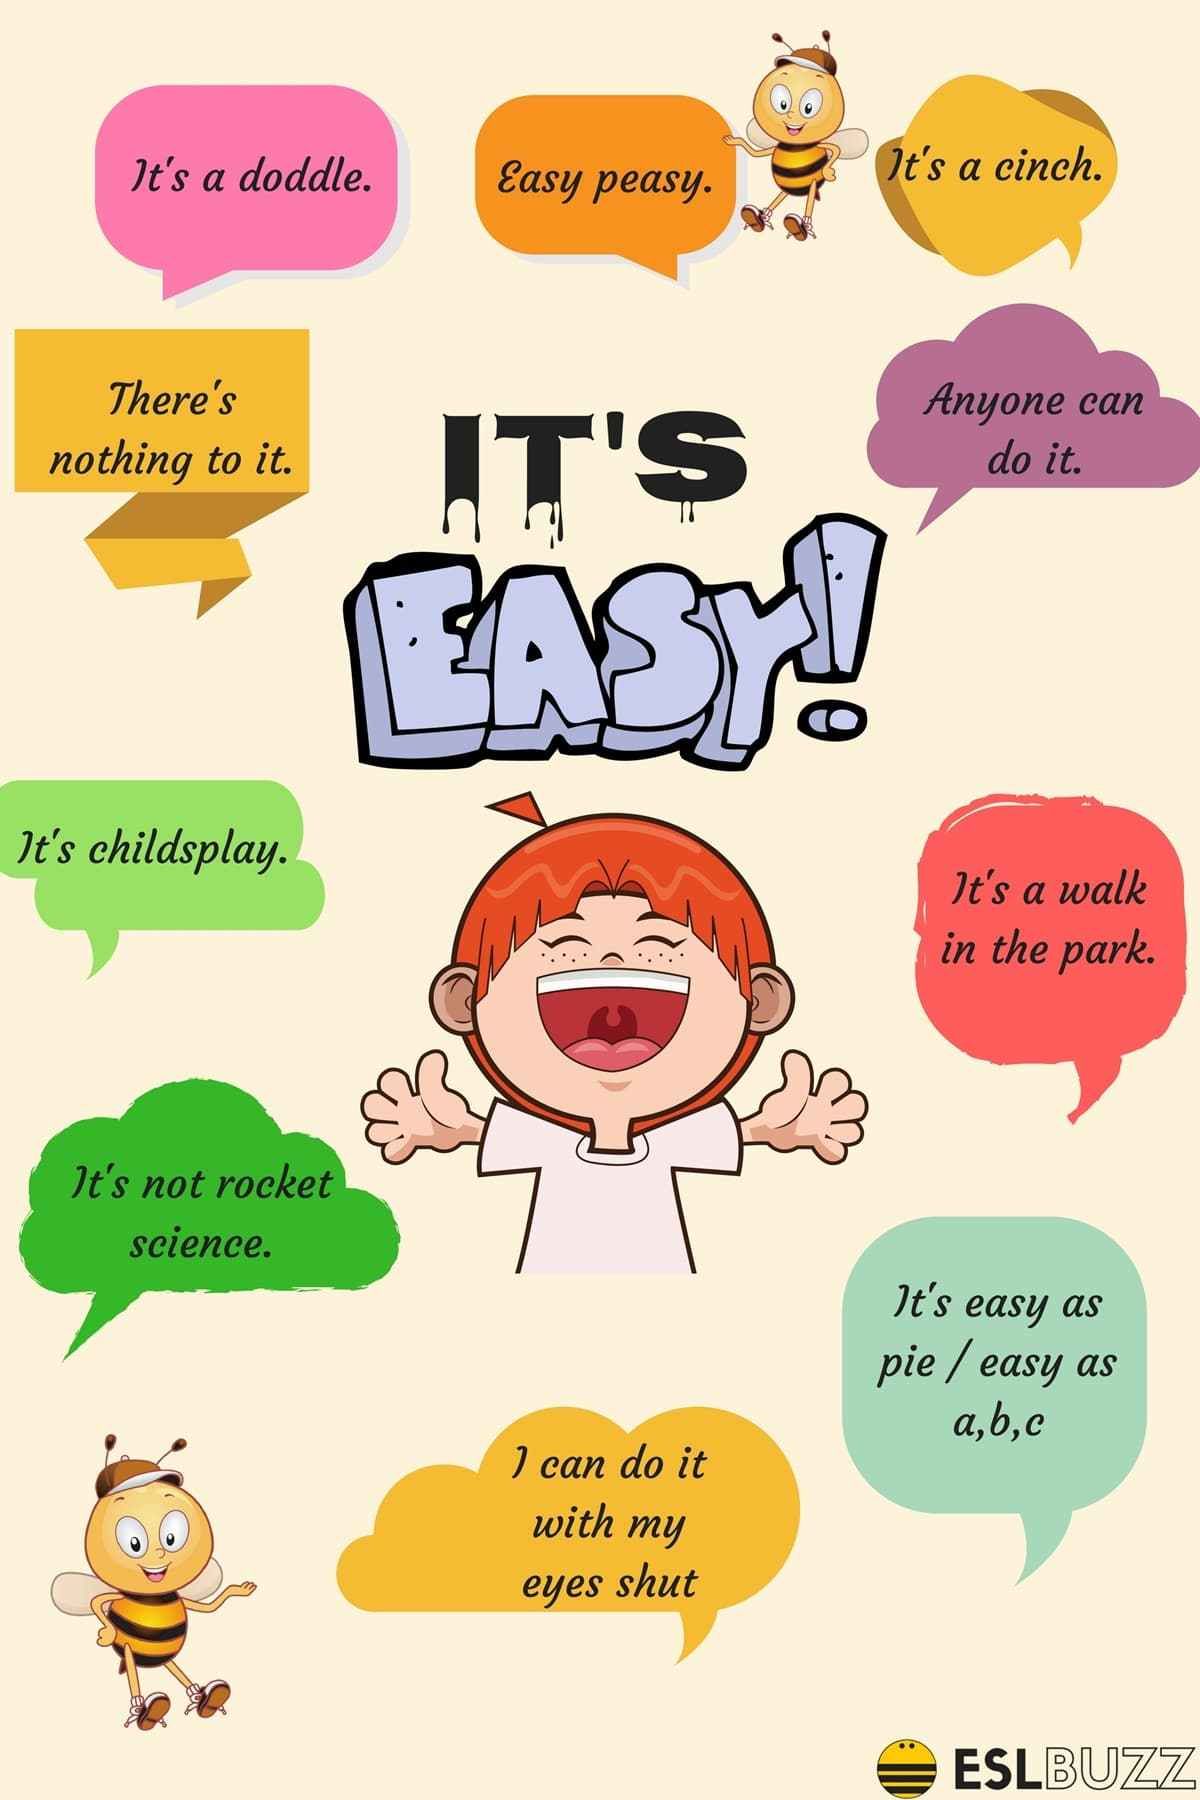 It's a doddle.
Easy peasy.
It's a cinch.
There's
nothing to it.
Anyone can
do it.
IT'S
EASY!
It's childsplay.
It's a walk
in the park.
It's not rocket
science.
It's easy as
pie / easy as
a,b,c
I can do it
with my
eyes shut
ESLBUZZ